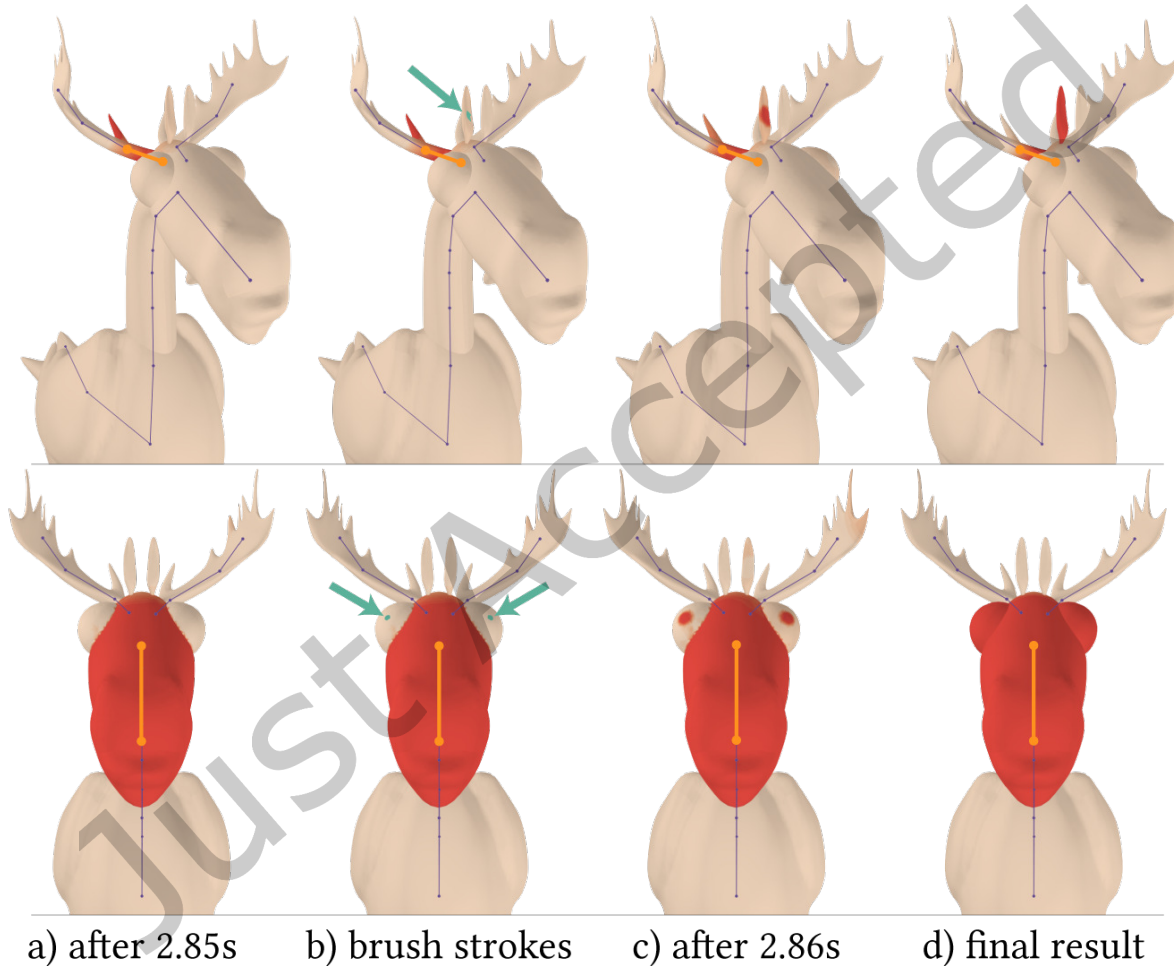 Just Accepted
a) after 2.85s
b) brush strokes
c) after 2.86s
d) final result